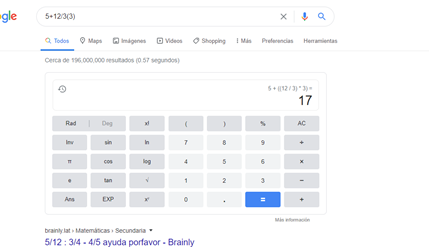 gle 5+12/3(3)
Todos Maps Imágenes Videos Shopping Más Preferencias Herramientas
Cerca de 196,000,000 resultados (0.57 segundos)
5 + ((12 / 3) * 3) =
17
Rad | Deg x! ( ) % AC
Inv sin ln 7 8 9 ÷
π cos log 4 5 6 ×
e tan √ 1 2 3 −
Ans EXP xʸ 0 . = +
Más información
brainly.lat › Matemáticas › Secundaria
5/12 : 3/4 - 4/5 ayuda porfavor - Brainly